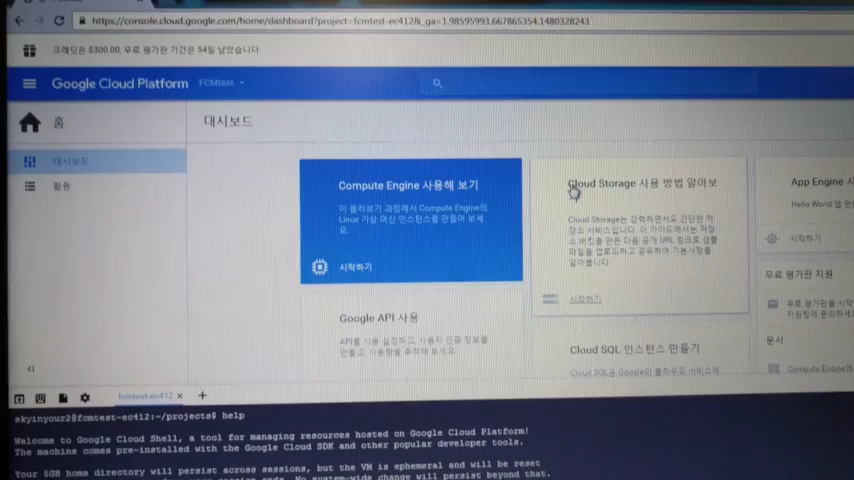 https://console.cloud.google.com/home/dashboard?project=fcmtest-ec412&_ga=1.98595993.667865354.1480328243
크레딧은 $300.00, 무료 평가판 기간은 54일 남았습니다.
Google Cloud Platform
FCMtest
홈
대시보드
대시보드
활동
Compute Engine 사용해 보기
이 둘러보기 과정에서 Compute Engine의
Linux 가상 머신 인스턴스를 만들어 보세
요.
시작하기
Cloud Storage 사용 방법 알아보
Cloud Storage는 강력하면서도 간단한 저
장소 서비스입니다. 이 가이드에서는 저장
소 버킷을 만든 다음 공개 URL 링크로 샘플
파일을 업로드하고 공유하여 기본사항을
알아봅니다.
시작하기
App Engine 사
Hello World 앱 만
시작하기
Google API 사용
API를 사용 설정하고, 사용자 인증 정보를
만들고, 사용량을 추적해 보세요.
Cloud SQL 인스턴스 만들기
Cloud SQL은 Google의 클라우드 서비스에
무료 평가판 지원
무료 평가판을 시작
지원팀에 문의하세
문서
Compute Engine의
fcmtest-ec412
skyinyour2@fcmtest-ec412:~/projects$ help
Welcome to Google Cloud Shell, a tool for managing resources hosted on Google Cloud Platform!
The machine comes pre-installed with the Google Cloud SDK and other popular developer tools.
Your 5GB home directory will persist across sessions, but the VM is ephemeral and will be reset
No system-wide change will persist beyond that.